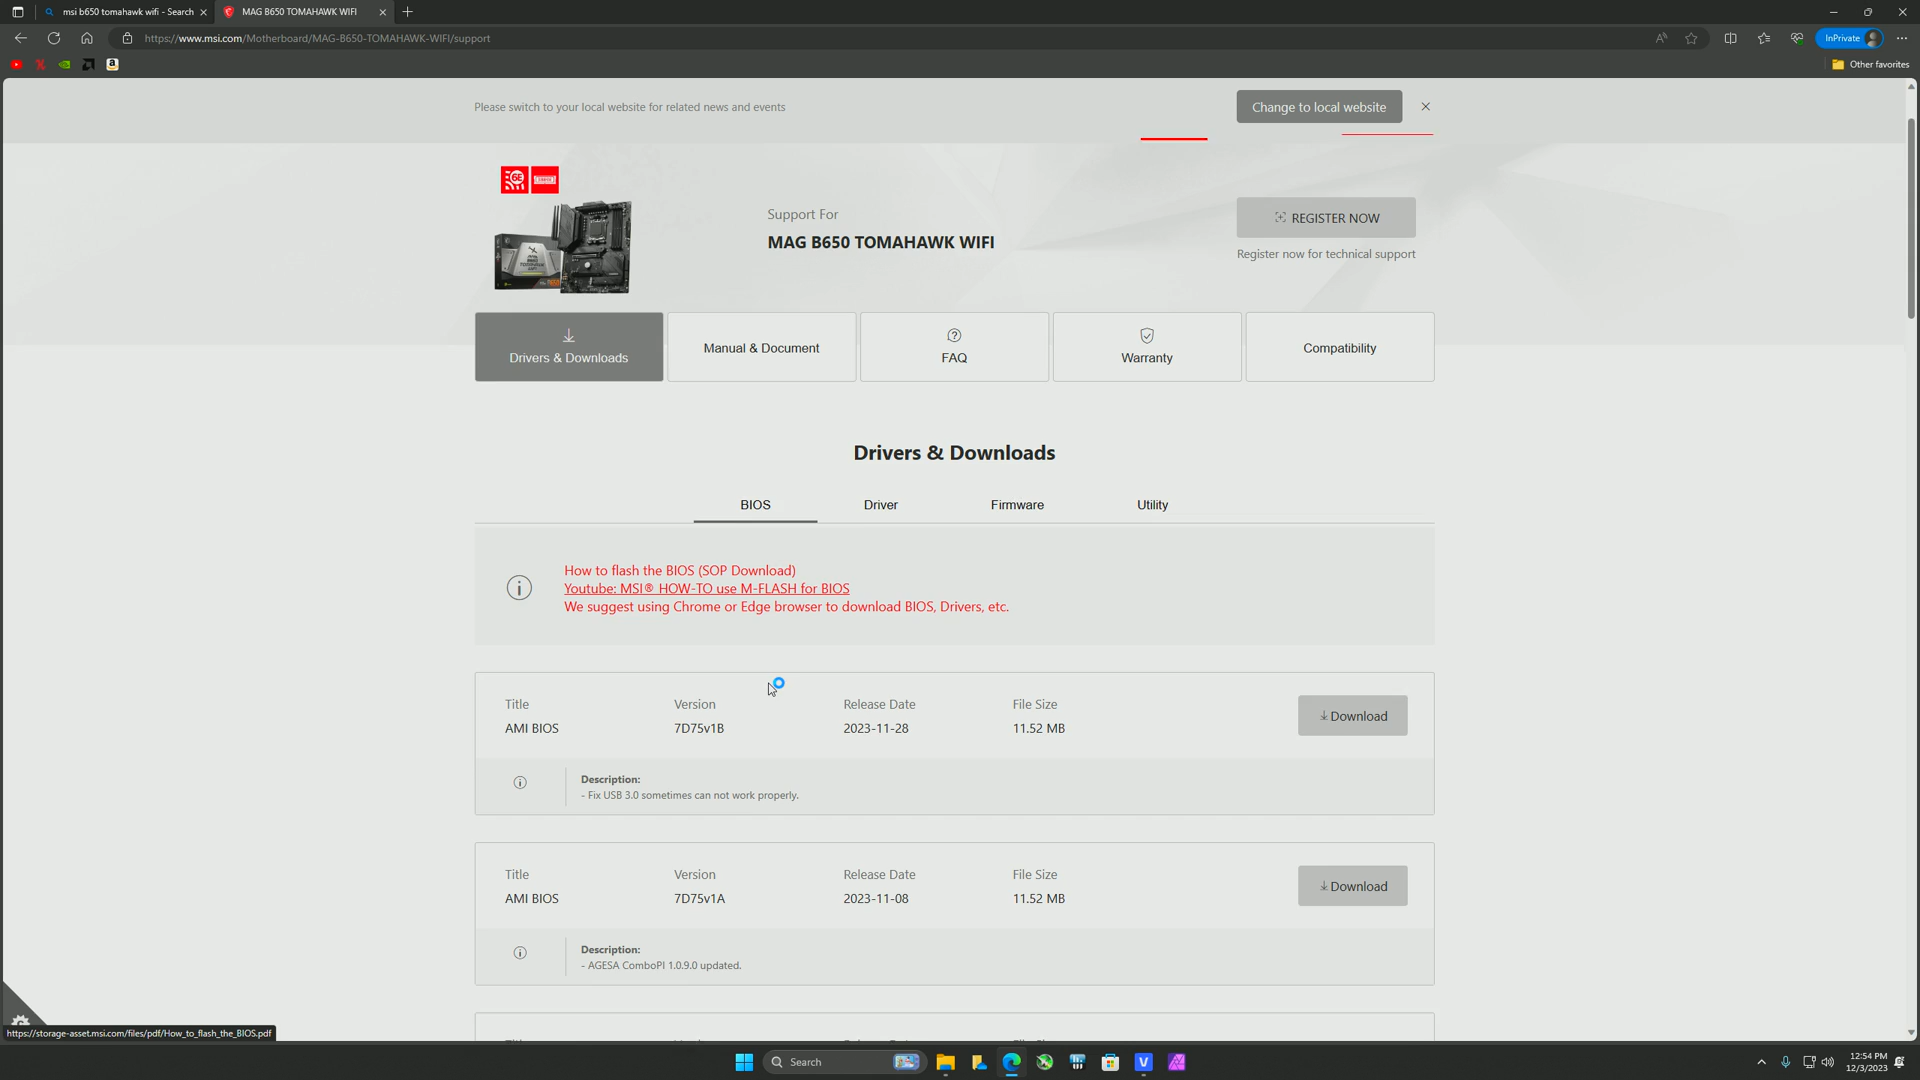 msi b650 tomahawk wifi - Search
MAG B650 TOMAHAWK WIFI
https://www.msi.com/Motherboard/MAG-B650-TOMAHAWK-WIFI/support
InPrivate
Other favorites
Please switch to your local website for related news and events
Change to local website
Support For
MAG B650 TOMAHAWK WIFI
REGISTER NOW
Register now for technical support
Drivers & Downloads
Manual & Document
FAQ
Warranty
Compatibility
Drivers & Downloads
BIOS
Driver
Firmware
Utility
How to flash the BIOS (SOP Download)
Youtube: MSI® HOW-TO use M-FLASH for BIOS
We suggest using Chrome or Edge browser to download BIOS, Drivers, etc.
Title
Version
Release Date
File Size
AMI BIOS
7D75v1B
2023-11-28
11.52 MB
Download
Description:
- Fix USB 3.0 sometimes can not work properly.
Title
Version
Release Date
File Size
AMI BIOS
7D75v1A
2023-11-08
11.52 MB
Download
Description:
- AGESA ComboPI 1.0.9.0 updated.
https://storage-asset.msi.com/files/pdf/How_to_flash_the_BIOS.pdf
Search
12:54 PM
12/3/2023